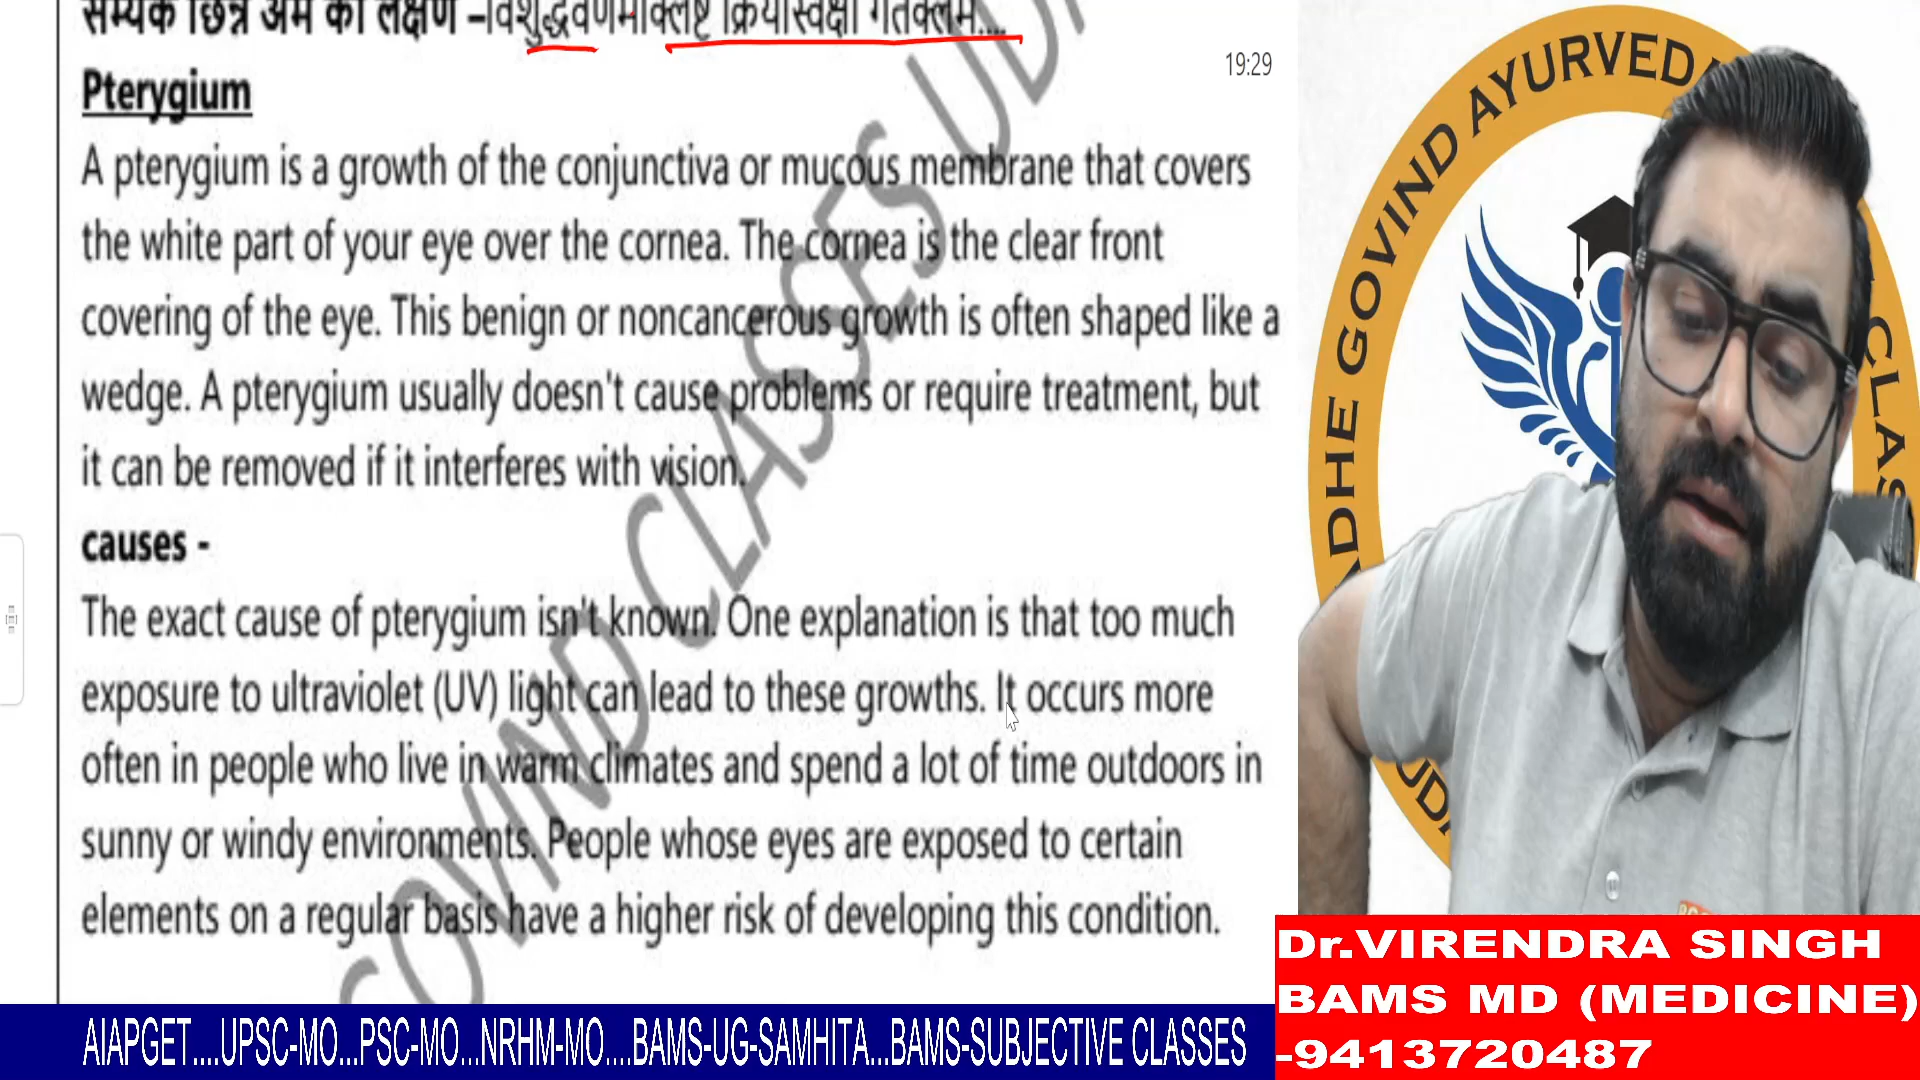 सम्यक छिन्न अर्म का लक्षण –विशुद्धवर्णमक्लिष्टं क्रियास्वक्षि गतक्लमम....
19:29
Pterygium
A pterygium is a growth of the conjunctiva or mucous membrane that covers
the white part of your eye over the cornea. The cornea is the clear front
covering of the eye. This benign or noncancerous growth is often shaped like a
wedge. A pterygium usually doesn't cause problems or require treatment, but
it can be removed if it interferes with vision.
causes -
The exact cause of pterygium isn't known. One explanation is that too much
exposure to ultraviolet (UV) light can lead to these growths. It occurs more
often in people who live in warm climates and spend a lot of time outdoors in
sunny or windy environments. People whose eyes are exposed to certain
elements on a regular basis have a higher risk of developing this condition.
OVIND CLASSES UD
DHE GOVIND AYURVED
CLAS
UD
Dr.VIRENDRA SINGH
BAMS MD (MEDICINE)
-9413720487
AIAPGET....UPSC-MO...PSC-MO...NRHM-MO....BAMS-UG-SAMHITA...BAMS-SUBJECTIVE CLASSES